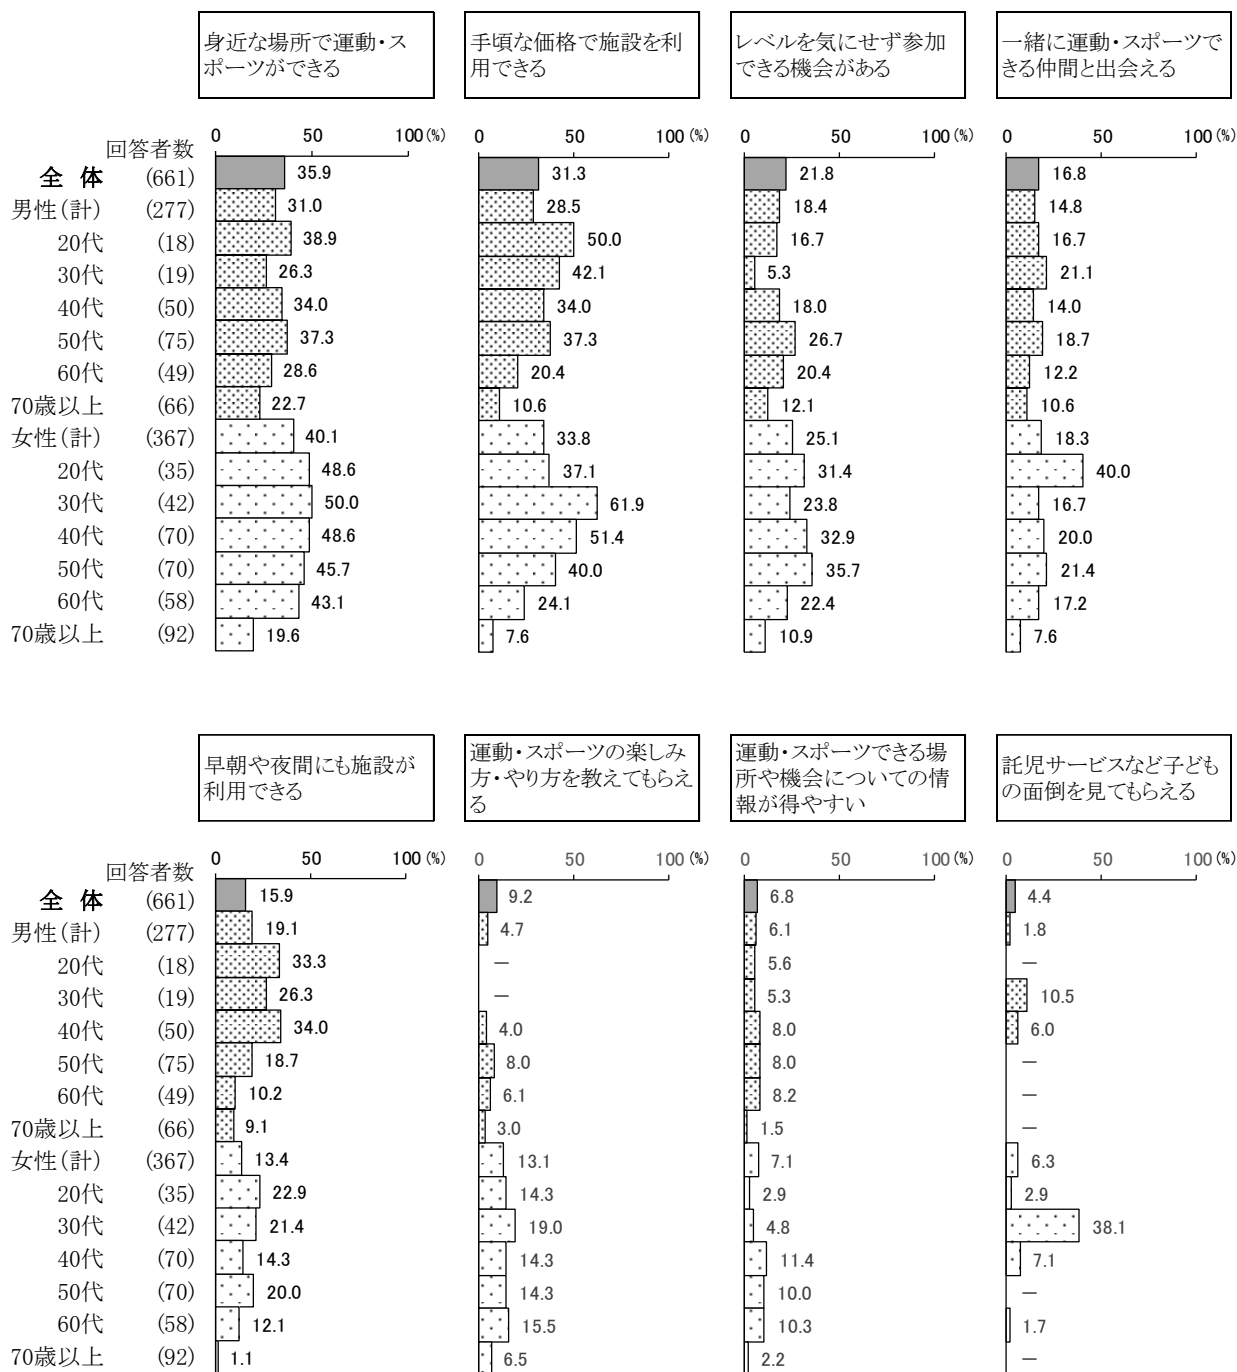 身近な場所で運動・ス
ポーツができる
手頃な価格で施設を利
用できる
レベルを気にせず参加
できる機会がある
一緒に運動・スポーツで
きる仲間と出会える
0 50 100(%) 0 50 100(%) 0 50 100(%) 0 50 100(%)
回答者数
全 体 (661) 35.9 31.3 21.8 16.8
男性(計) (277) 31.0 28.5 18.4 14.8
20代 (18) 38.9 50.0 16.7 16.7
30代 (19) 26.3 42.1 5.3 21.1
40代 (50) 34.0 34.0 18.0 14.0
50代 (75) 37.3 37.3 26.7 18.7
60代 (49) 28.6 20.4 20.4 12.2
70歳以上 (66) 22.7 10.6 12.1 10.6
女性(計) (367) 40.1 33.8 25.1 18.3
20代 (35) 48.6 37.1 31.4 40.0
30代 (42) 50.0 61.9 23.8 16.7
40代 (70) 48.6 51.4 32.9 20.0
50代 (70) 45.7 40.0 35.7 21.4
60代 (58) 43.1 24.1 22.4 17.2
70歳以上 (92) 19.6 7.6 10.9 7.6
早朝や夜間にも施設が
利用できる
運動・スポーツの楽しみ
方・やり方を教えてもらえ
る
運動・スポーツできる場
所や機会についての情
報が得やすい
託児サービスなど子ども
の面倒を見てもらえる
0 50 100(%) 0 50 100(%) 0 50 100(%) 0 50 100(%)
回答者数
全 体 (661) 15.9 9.2 6.8 4.4
男性(計) (277) 19.1 4.7 6.1 1.8
20代 (18) 33.3 — 5.6 —
30代 (19) 26.3 — 5.3 10.5
40代 (50) 34.0 4.0 8.0 6.0
50代 (75) 18.7 8.0 8.0 —
60代 (49) 10.2 6.1 8.2 —
70歳以上 (66) 9.1 3.0 1.5 —
女性(計) (367) 13.4 13.1 7.1 6.3
20代 (35) 22.9 14.3 2.9 2.9
30代 (42) 21.4 19.0 4.8 38.1
40代 (70) 14.3 14.3 11.4 7.1
50代 (70) 20.0 14.3 10.0 —
60代 (58) 12.1 15.5 10.3 1.7
70歳以上 (92) 1.1 6.5 2.2 —